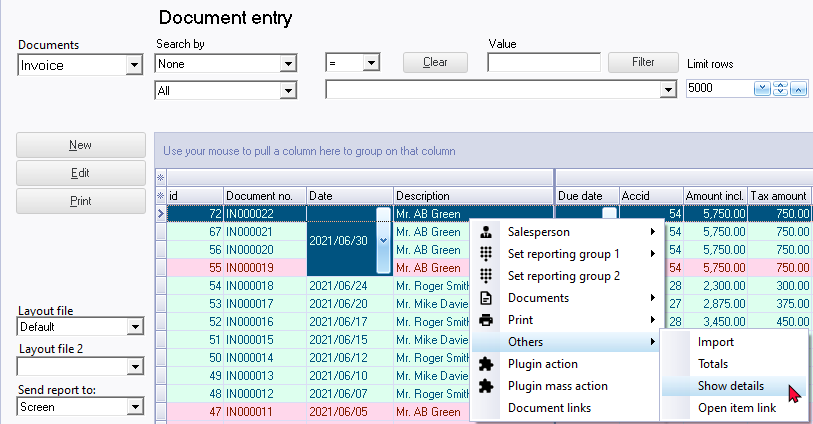 Document entry
Documents
Invoice
Search by
None
=
Clear
Value
Filter
Limit rows
All
5000
New
Edit
Print
Use your mouse to pull a column here to group on that column
id Document no. Date Description Due date Accid Amount incl. Tax amount
72 IN000022 Mr. AB Green 54 5,750.00 750.00
67 IN000021 Mr. AB Green 54 5,750.00 750.00
2021/06/30
56 IN000020 Mr. AB Green 54 5,750.00 750.00
55 IN000019 Mr. AB Green 54 5,750.00 750.00
54 IN000018 2021/06/24 Mr. Roger Smith 28 2,300.00 300.00
53 IN000017 2021/06/20 Mr. Mike Davie 27 2,875.00 375.00
52 IN000016 2021/06/17 Mr. Roger Smith 28 3,450.00 450.00
51 IN000015 2021/06/15 Mr. Mike Davie
50 IN000014 2021/06/12 Mr. Roger Smith
49 IN000013 2021/06/10 Mr. Mike Davie
48 IN000012 2021/06/07 Mr. Roger Smith
47 IN000011 2021/06/05 Mr. AB Green
Layout file
Default
Layout file 2
Send report to:
Screen
Salesperson
Set reporting group 1
Set reporting group 2
Documents
Print
Others
Plugin action
Plugin mass action
Document links
Import
Totals
Show details
Open item link